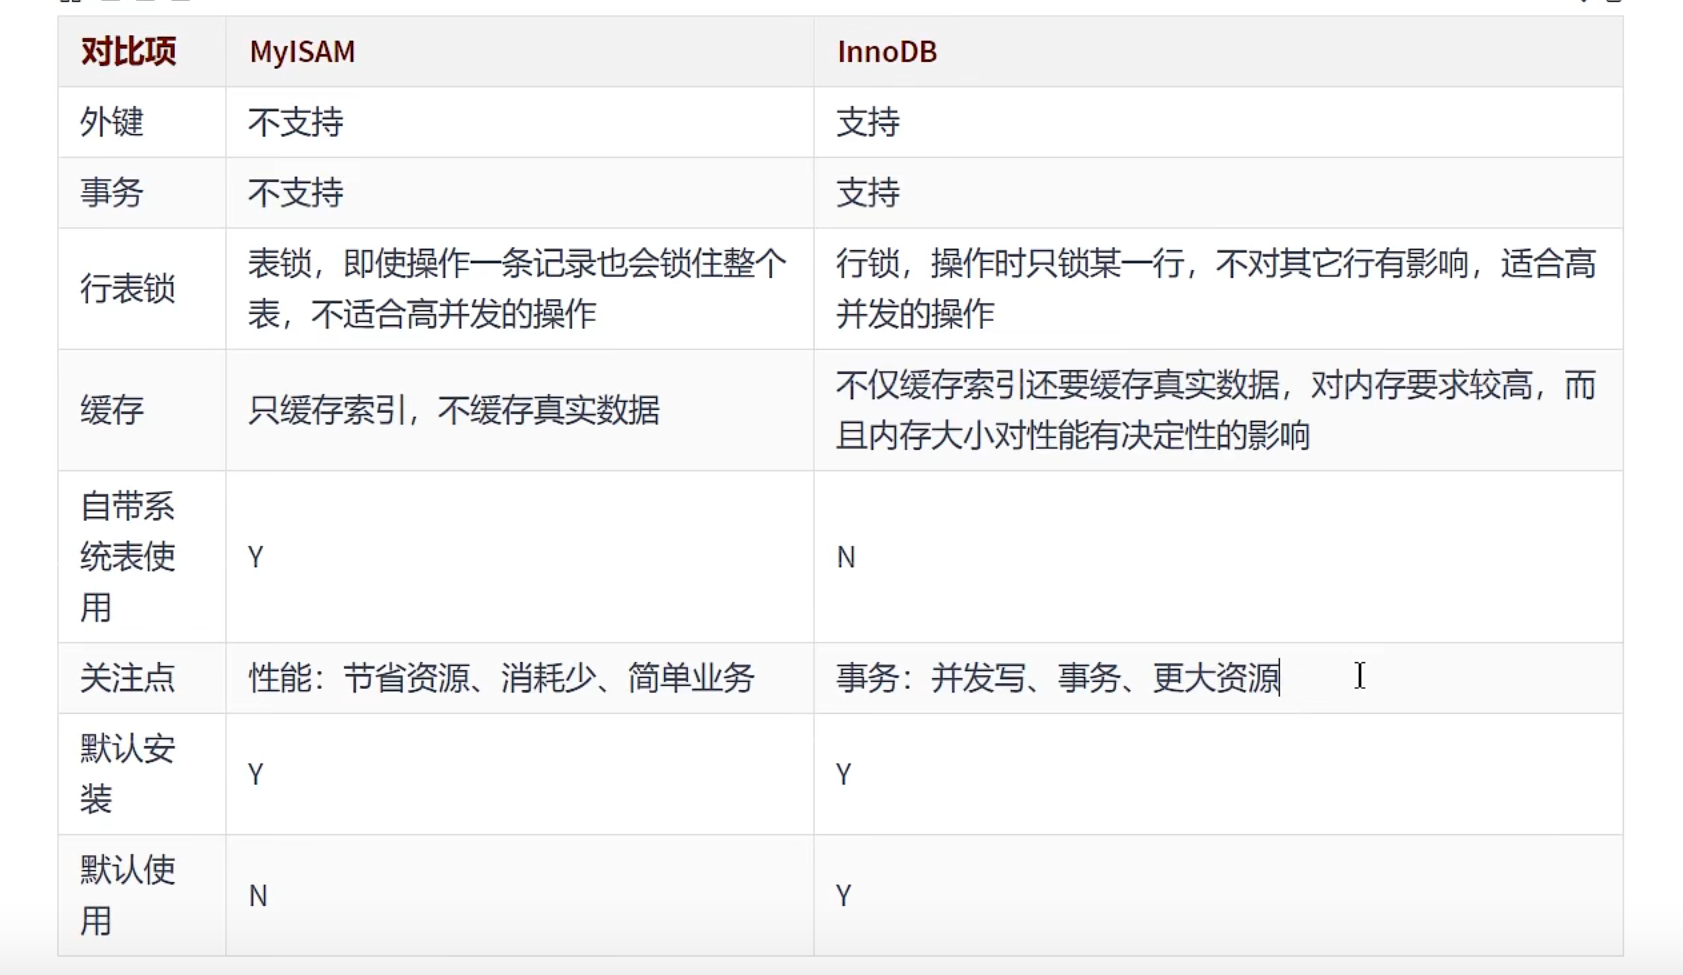 对比项 MyISAM InnoDB
外键 不支持 支持
事务 不支持 支持
行表锁
表锁，即使操作一条记录也会锁住整个
表，不适合高并发的操作
行锁，操作时只锁某一行，不对其它行有影响，适合高
并发的操作
缓存
只缓存索引，不缓存真实数据
不仅缓存索引还要缓存真实数据，对内存要求较高，而
且内存大小对性能有决定性的影响
自带系
统表使
用
Y
N
关注点 性能：节省资源、消耗少、简单业务 事务：并发写、事务、更大资源
默认安
装
Y
Y
默认使
用
N
Y